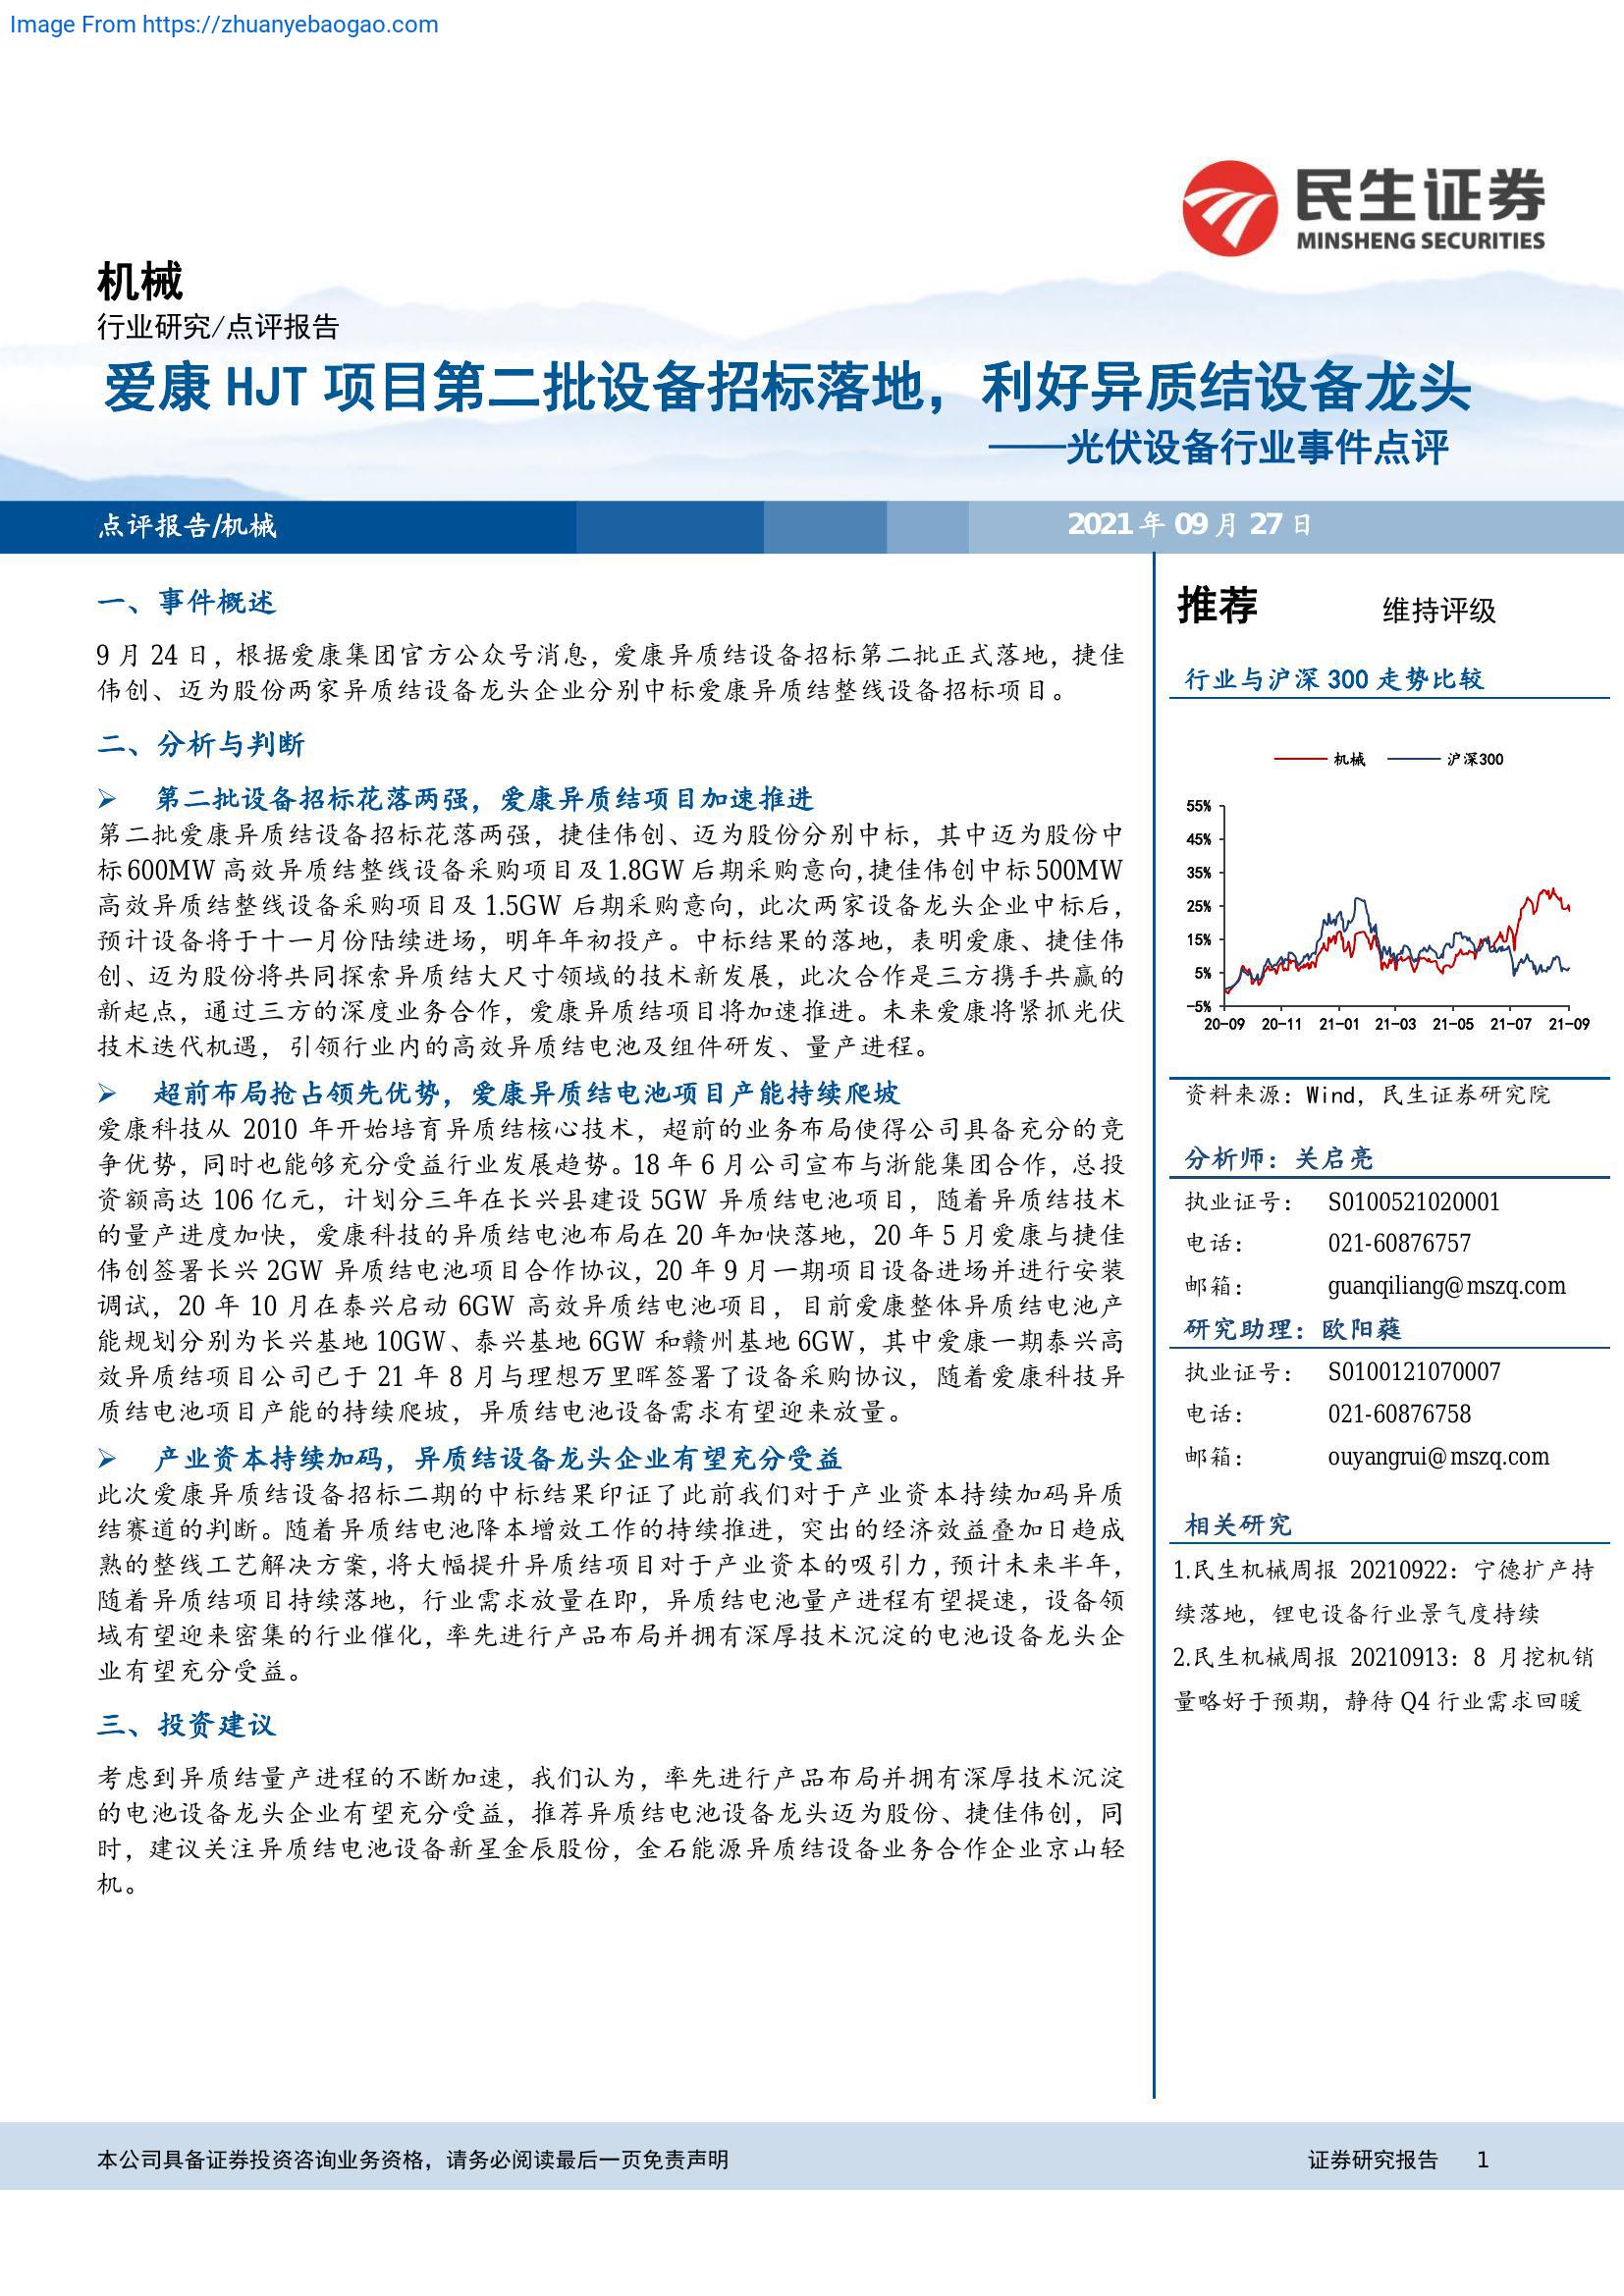 Image From https://zhuanyebaogao.com
民生证券
MINSHENG SECURITIES
机械
行业研究/点评报告
爱康 HJT 项目第二批设备招标落地，利好异质结设备龙头
——光伏设备行业事件点评
点评报告/机械
2021 年 09 月 27 日
一、事件概述
9 月 24 日，根据爱康集团官方公众号消息，爱康异质结设备招标第二批正式落地，捷佳
伟创、迈为股份两家异质结设备龙头企业分别中标爱康异质结整线设备招标项目。
二、分析与判断
➢ 第二批设备招标花落两强，爱康异质结项目加速推进
第二批爱康异质结设备招标花落两强，捷佳伟创、迈为股份分别中标，其中迈为股份中
标 600MW 高效异质结整线设备采购项目及 1.8GW 后期采购意向，捷佳伟创中标 500MW
高效异质结整线设备采购项目及 1.5GW 后期采购意向，此次两家设备龙头企业中标后，
预计设备将于十一月份陆续进场，明年年初投产。中标结果的落地，表明爱康、捷佳伟
创、迈为股份将共同探索异质结大尺寸领域的技术新发展，此次合作是三方携手共赢的
新起点，通过三方的深度业务合作，爱康异质结项目将加速推进。未来爱康将紧抓光伏
技术迭代机遇，引领行业内的高效异质结电池及组件研发、量产进程。
➢ 超前布局抢占领先优势，爱康异质结电池项目产能持续爬坡
爱康科技从 2010 年开始培育异质结核心技术，超前的业务布局使得公司具备充分的竞
争优势，同时也能够充分受益行业发展趋势。18 年 6 月公司宣布与浙能集团合作，总投
资额高达 106 亿元，计划分三年在长兴县建设 5GW 异质结电池项目，随着异质结技术
的量产进度加快，爱康科技的异质结电池布局在 20 年加快落地，20 年 5 月爱康与捷佳
伟创签署长兴 2GW 异质结电池项目合作协议，20 年 9 月一期项目设备进场并进行安装
调试，20 年 10 月在泰兴启动 6GW 高效异质结电池项目，目前爱康整体异质结电池产
能规划分别为长兴基地 10GW、泰兴基地 6GW 和赣州基地 6GW，其中爱康一期泰兴高
效异质结项目公司已于 21 年 8 月与理想万里晖签署了设备采购协议，随着爱康科技异
质结电池项目产能的持续爬坡，异质结电池设备需求有望迎来放量。
➢ 产业资本持续加码，异质结设备龙头企业有望充分受益
此次爱康异质结设备招标二期的中标结果印证了此前我们对于产业资本持续加码异质
结赛道的判断。随着异质结电池降本增效工作的持续推进，突出的经济效益叠加日趋成
熟的整线工艺解决方案，将大幅提升异质结项目对于产业资本的吸引力，预计未来半年，
随着异质结项目持续落地，行业需求放量在即，异质结电池量产进程有望提速，设备领
域有望迎来密集的行业催化，率先进行产品布局并拥有深厚技术沉淀的电池设备龙头企
业有望充分受益。
三、投资建议
考虑到异质结量产进程的不断加速，我们认为，率先进行产品布局并拥有深厚技术沉淀
的电池设备龙头企业有望充分受益，推荐异质结电池设备龙头迈为股份、捷佳伟创，同
时，建议关注异质结电池设备新星金辰股份，金石能源异质结设备业务合作企业京山轻
机。
推荐 维持评级
行业与沪深 300 走势比较
机械 沪深300
55%
45%
35%
25%
15%
5%
-5%
20-09 20-11 21-01 21-03 21-05 21-07 21-09
资料来源：Wind，民生证券研究院
分析师：关启亮
执业证号： S0100521020001
电话： 021-60876757
邮箱： guanqiliang@mszq.com
研究助理：欧阳蕤
执业证号： S0100121070007
电话： 021-60876758
邮箱： ouyangrui@mszq.com
相关研究
1.民生机械周报 20210922：宁德扩产持
续落地，锂电设备行业景气度持续
2.民生机械周报 20210913：8 月挖机销
量略好于预期，静待 Q4 行业需求回暖
本公司具备证券投资咨询业务资格，请务必阅读最后一页免责声明
证券研究报告 1